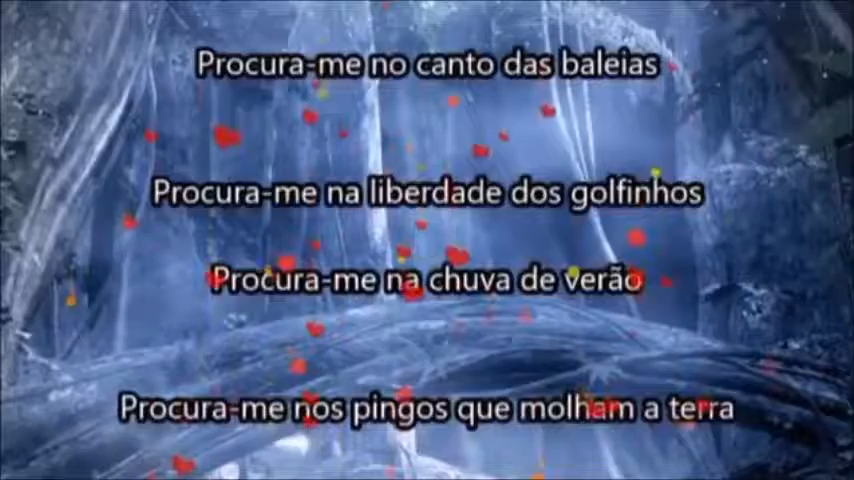 Procura-me no canto das baleias
Procura-me na liberdade dos golfinhos
Procura-me na chuva de verão
Procura-me nos pingos que molham a terra